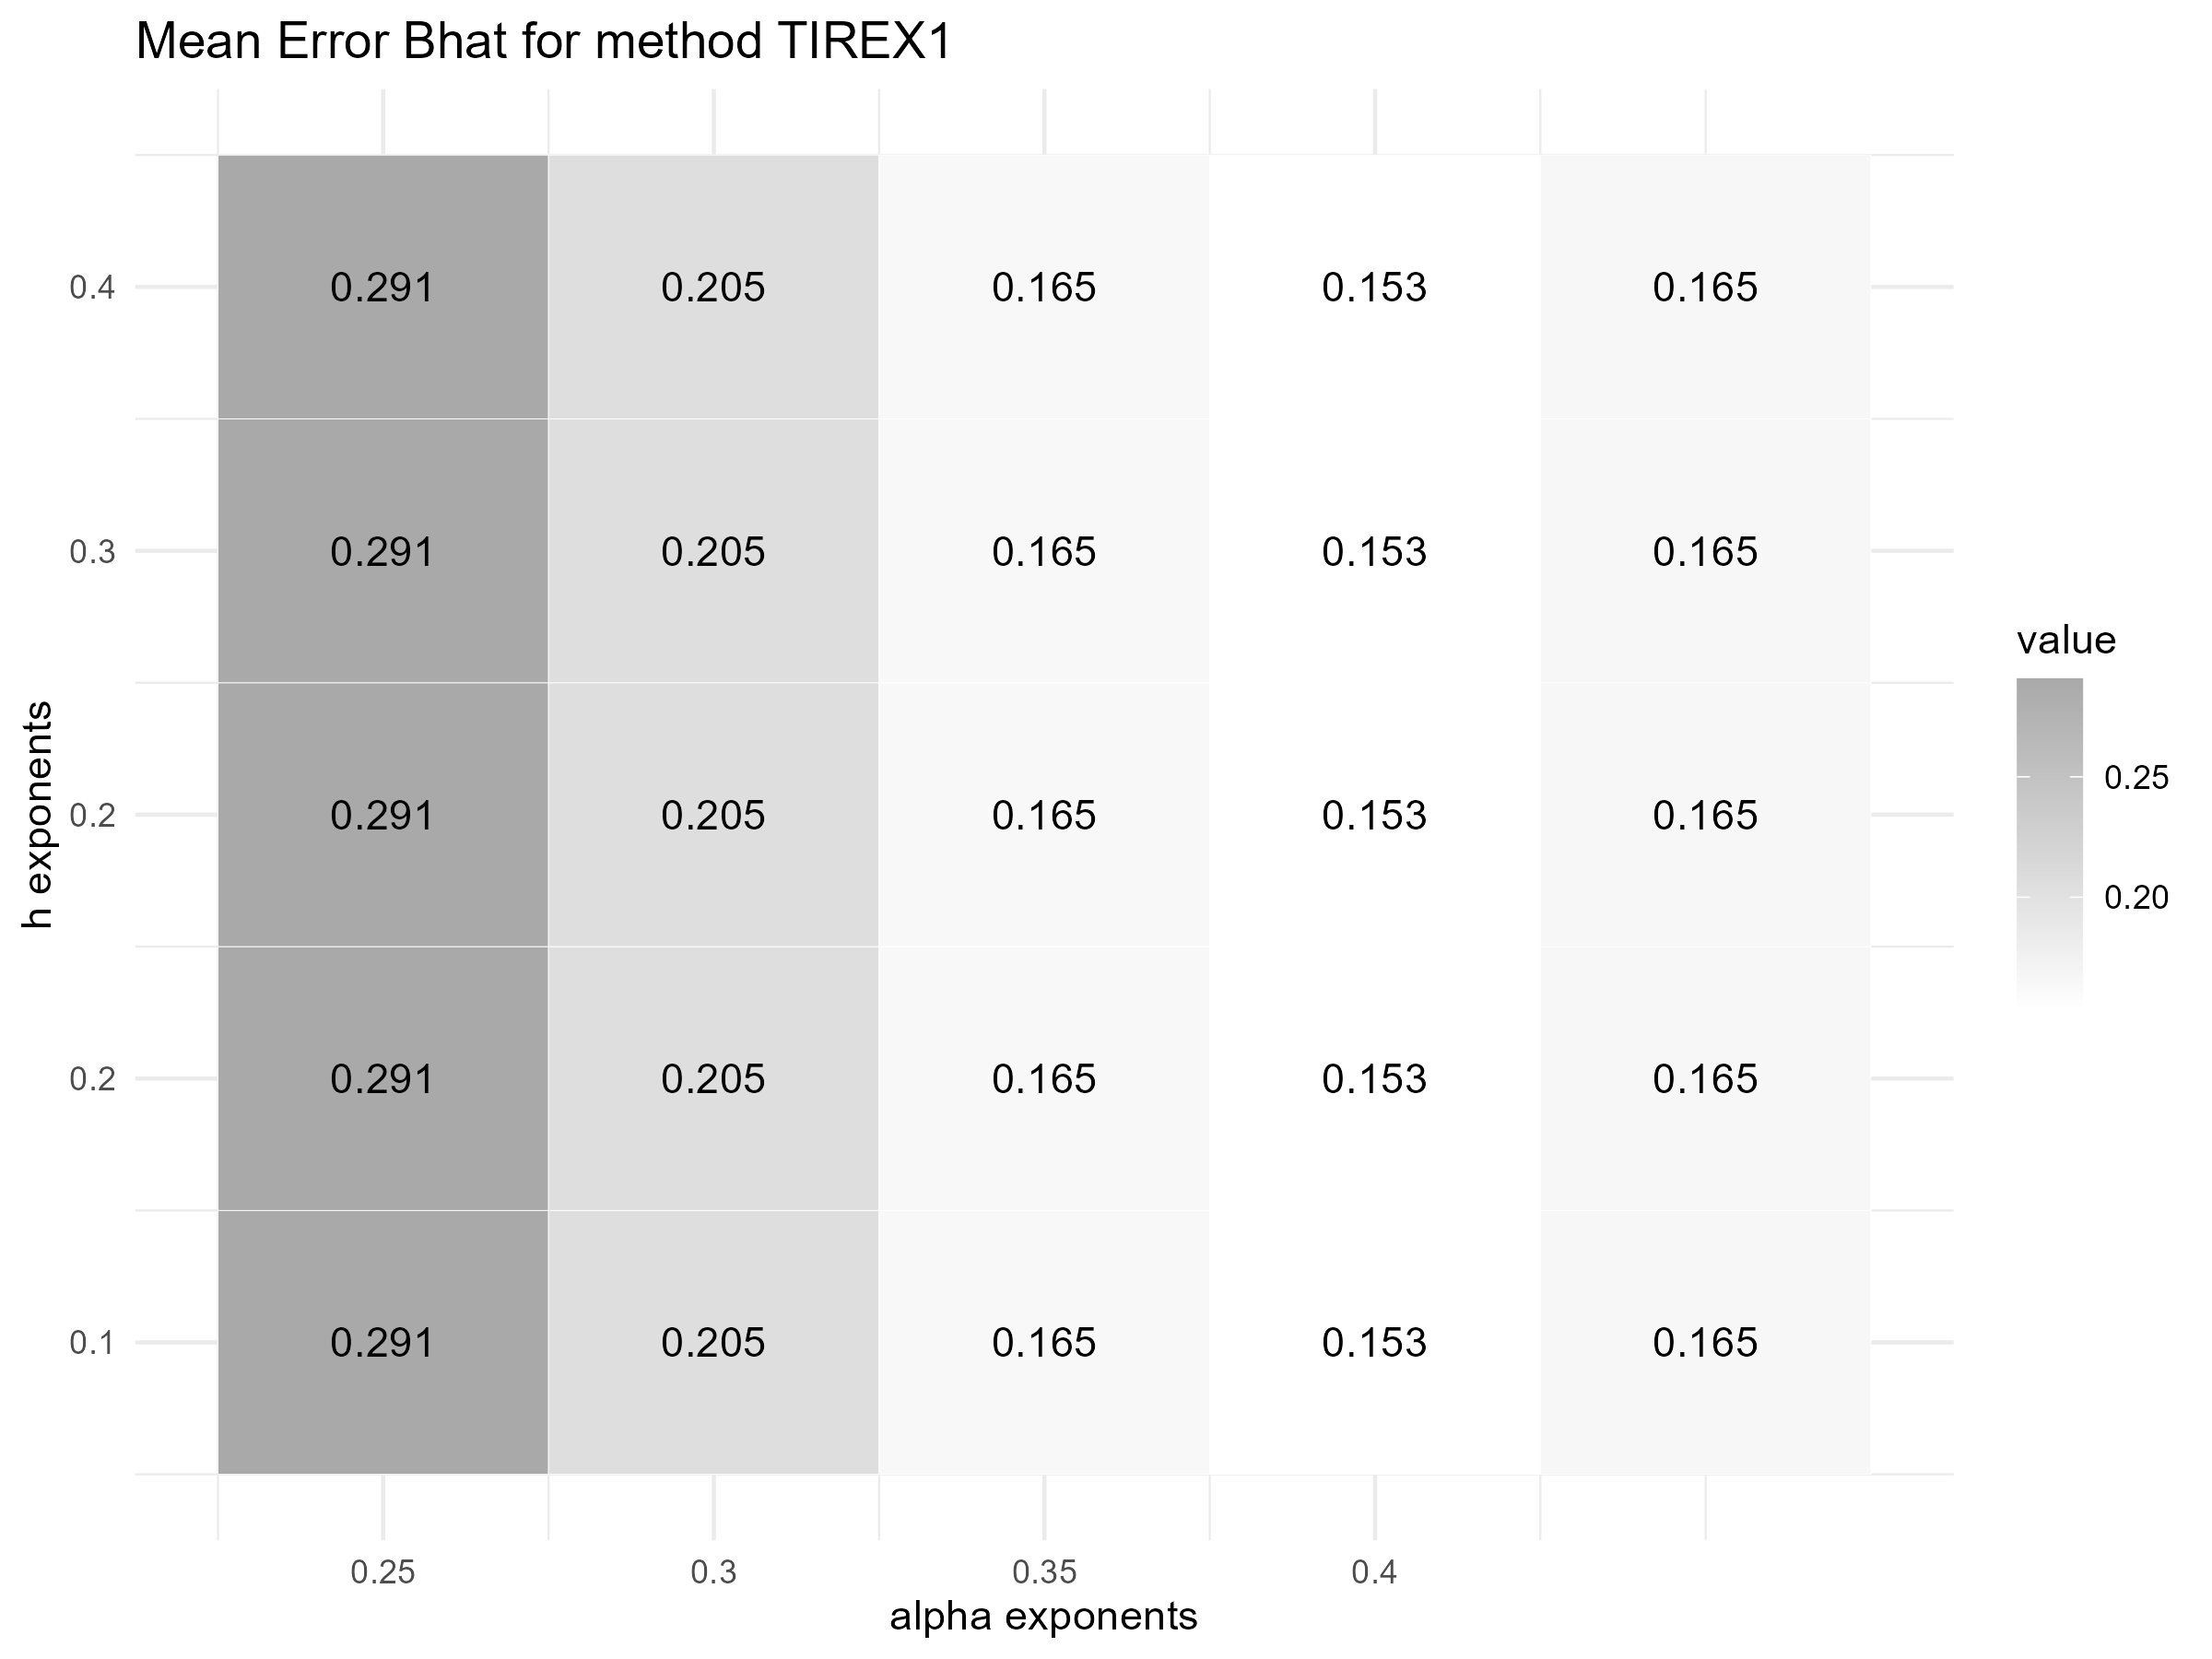 Mean Error Bhat for method TIREX1
0.4 0.291 0.205 0.165 0.153 0.165
0.3 0.291 0.205 0.165 0.153 0.165
0.2 0.291 0.205 0.165 0.153 0.165
0.2 0.291 0.205 0.165 0.153 0.165
0.1 0.291 0.205 0.165 0.153 0.165
h exponents
0.25 0.3 0.35 0.4
alpha exponents
value
0.25
0.20